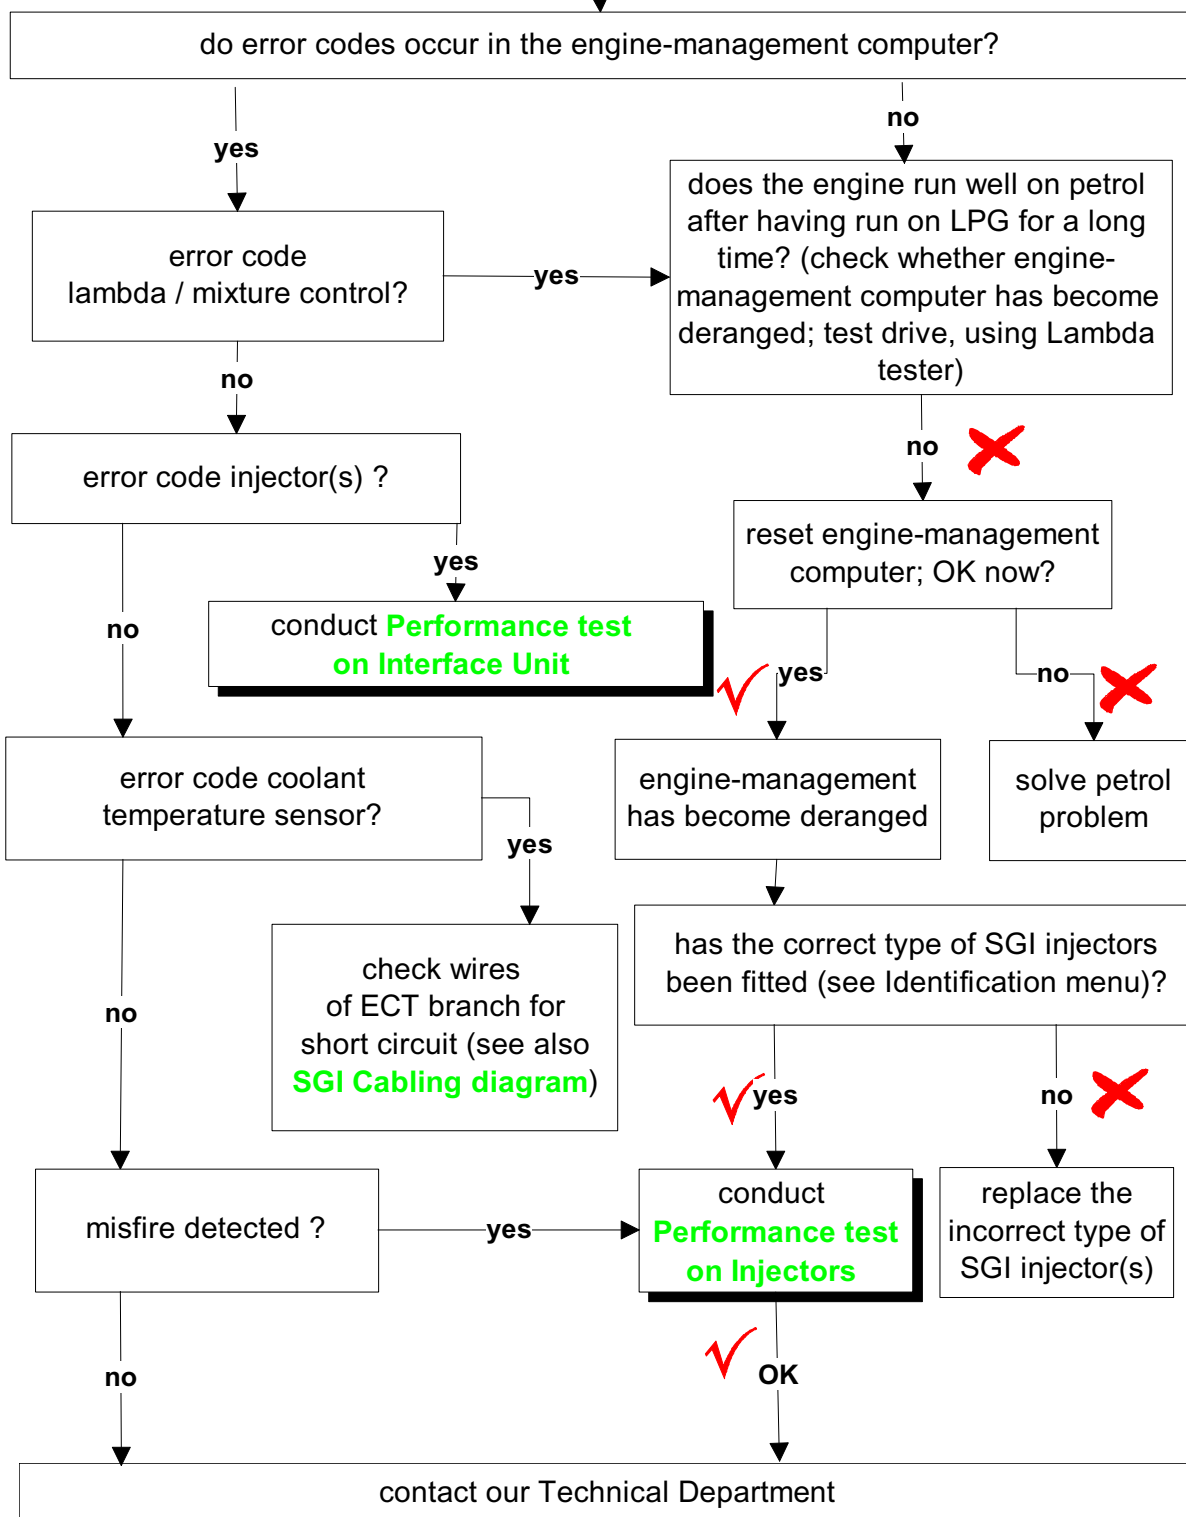 do error codes occur in the engine-management computer?
yes
no
error code
lambda / mixture control?
yes
does the engine run well on petrol
after having run on LPG for a long
time? (check whether engine-
management computer has become
deranged; test drive, using Lambda
tester)
no
no
error code injector(s) ?
yes
reset engine-management
computer; OK now?
no
conduct Performance test
on Interface Unit
yes
no
error code coolant
temperature sensor?
yes
engine-management
has become deranged
solve petrol
problem
no
check wires
of ECT branch for
short circuit (see also
SGI Cabling diagram)
has the correct type of SGI injectors
been fitted (see Identification menu)?
yes
no
misfire detected ?
yes
conduct
Performance test
on Injectors
replace the
incorrect type of
SGI injector(s)
no
OK
contact our Technical Department